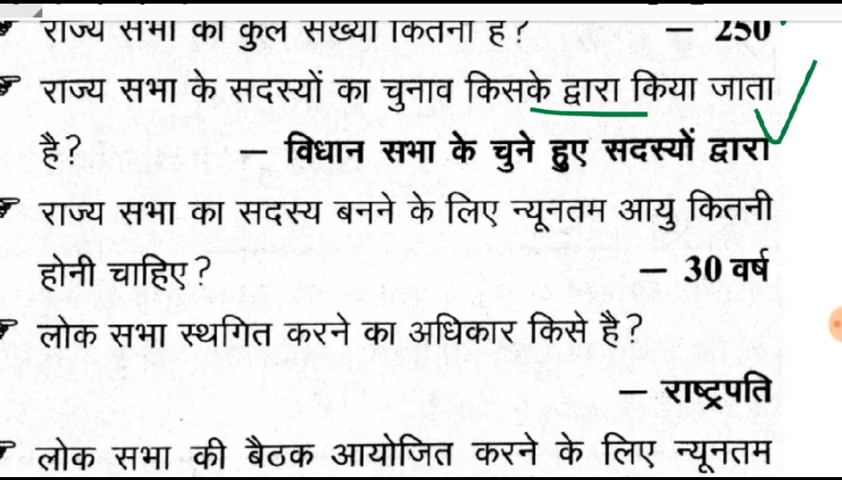 राज्य सभा की कुल संख्या कितनी है? – 250
राज्य सभा के सदस्यों का चुनाव किसके द्वारा किया जाता
है? – विधान सभा के चुने हुए सदस्यों द्वारा
राज्य सभा का सदस्य बनने के लिए न्यूनतम आयु कितनी
होनी चाहिए? – 30 वर्ष
लोक सभा स्थगित करने का अधिकार किसे है?
– राष्ट्रपति
लोक सभा की बैठक आयोजित करने के लिए न्यूनतम